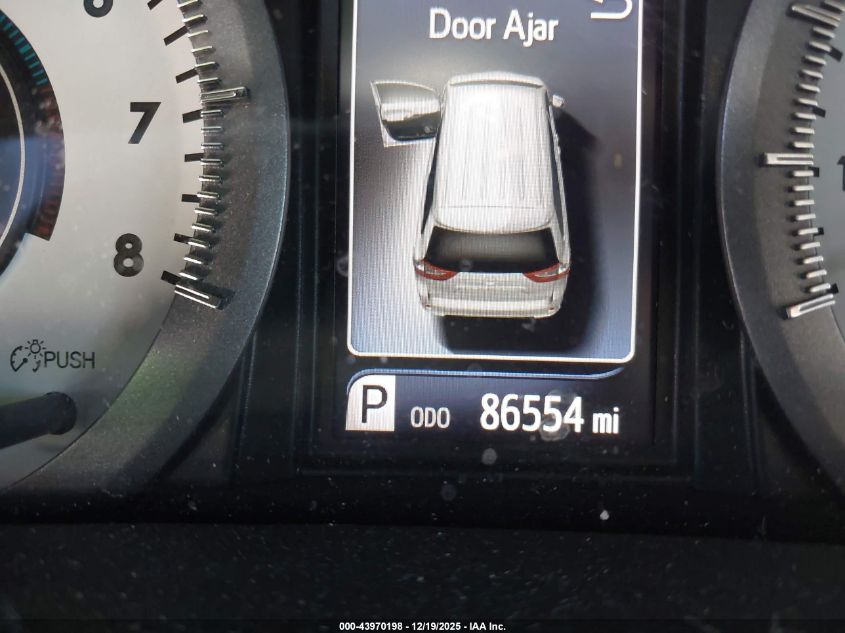 Door Ajar
7
8
PUSH
P ODO 86554 mi
000-43970198 - 12/19/2025 - IAA Inc.